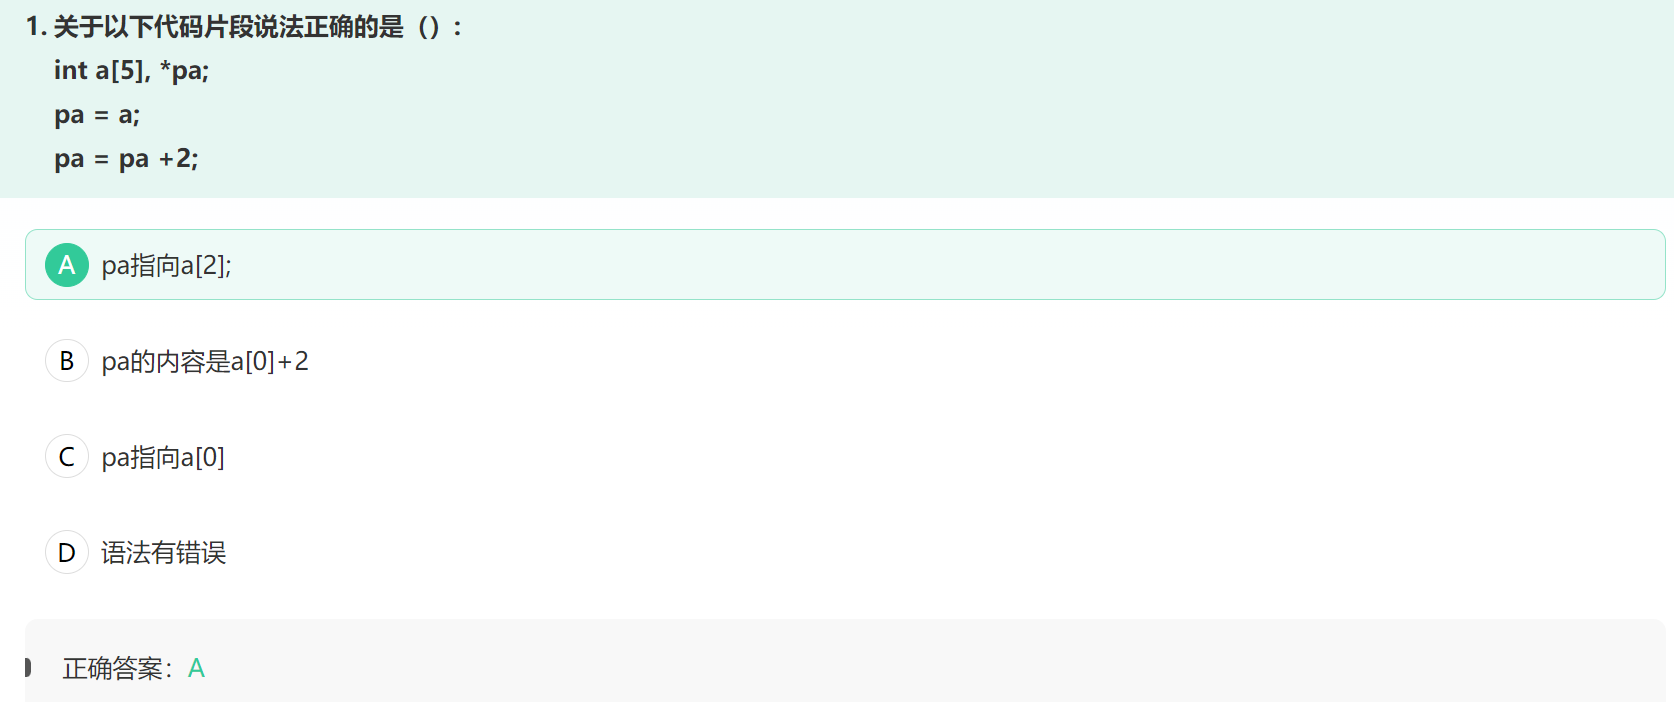 1. 关于以下代码片段说法正确的是（）：
int a[5], *pa;
pa = a;
pa = pa +2;
A pa指向a[2];
B pa的内容是a[0]+2
C pa指向a[0]
D 语法有错误
正确答案：A